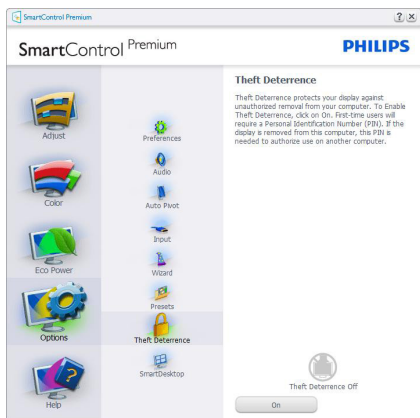 SmartControl Premium
? X
SmartControl Premium
PHILIPS
Adjust
Color
Eco Power
Options
Help
Preferences
Audio
Auto Pivot
Input
Wizard
Presets
Theft Deterrence
SmartDesktop
Theft Deterrence
Theft Deterrence protects your display against
unauthorized removal from your computer. To Enable
Theft Deterrence, click on On. First-time users will
require a Personal Identification Number (PIN). If the
display is removed from this computer, this PIN is
needed to authorize use on another computer.
Theft Deterrence Off
On